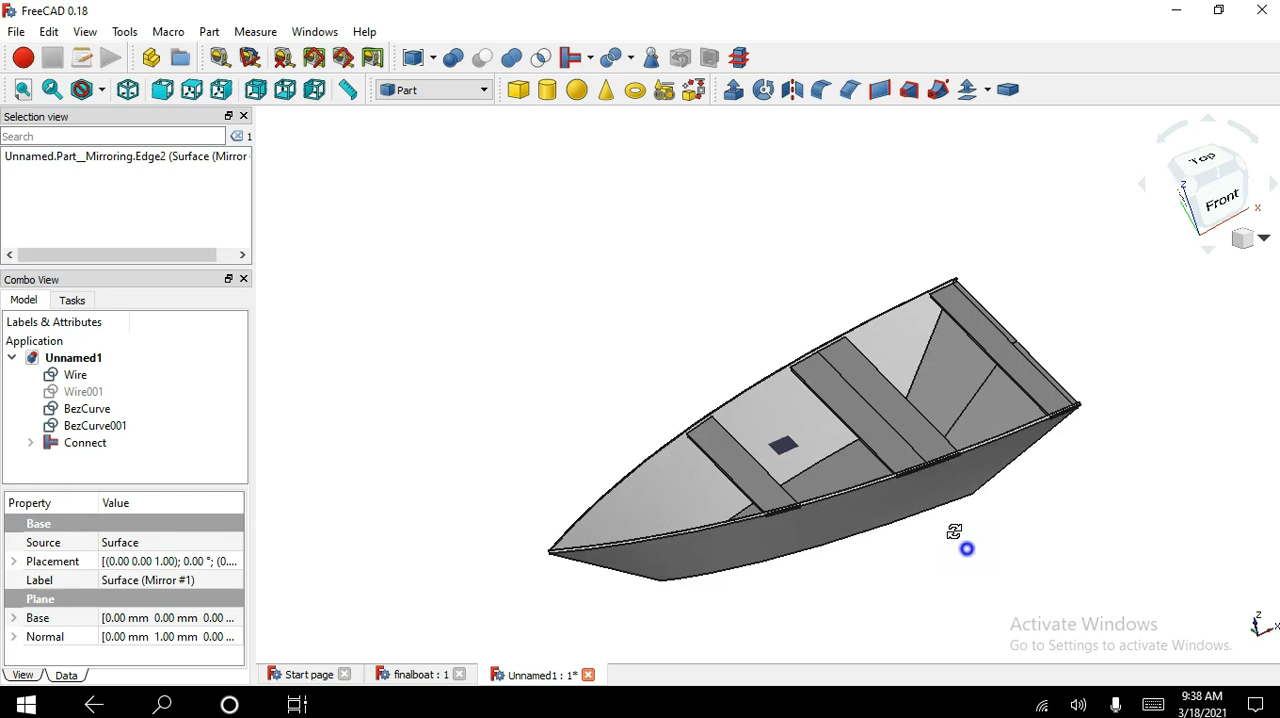 FreeCAD 0.18
File Edit View Tools Macro Part Measure Windows Help
Part
Selection view
Search
1
Unnamed.Part__Mirroring.Edge2 (Surface (Mirror
Combo View
Model Tasks
Labels & Attributes
Application
Unnamed1
Wire
Wire001
BezCurve
BezCurve001
Connect
Property Value
Base
Source Surface
Placement [(0.00 0.00 1.00); 0.00 °; (0....
Label Surface (Mirror #1)
Plane
Base [0.00 mm 0.00 mm 0.00 ...
Normal [0.00 mm 1.00 mm 0.00 ...
View Data
Top
Front
Z
X
Activate Windows
Go to Settings to activate Windows.
Z
X
Start page
finalboat : 1
Unnamed1 : 1*
9:38 AM
3/18/2021